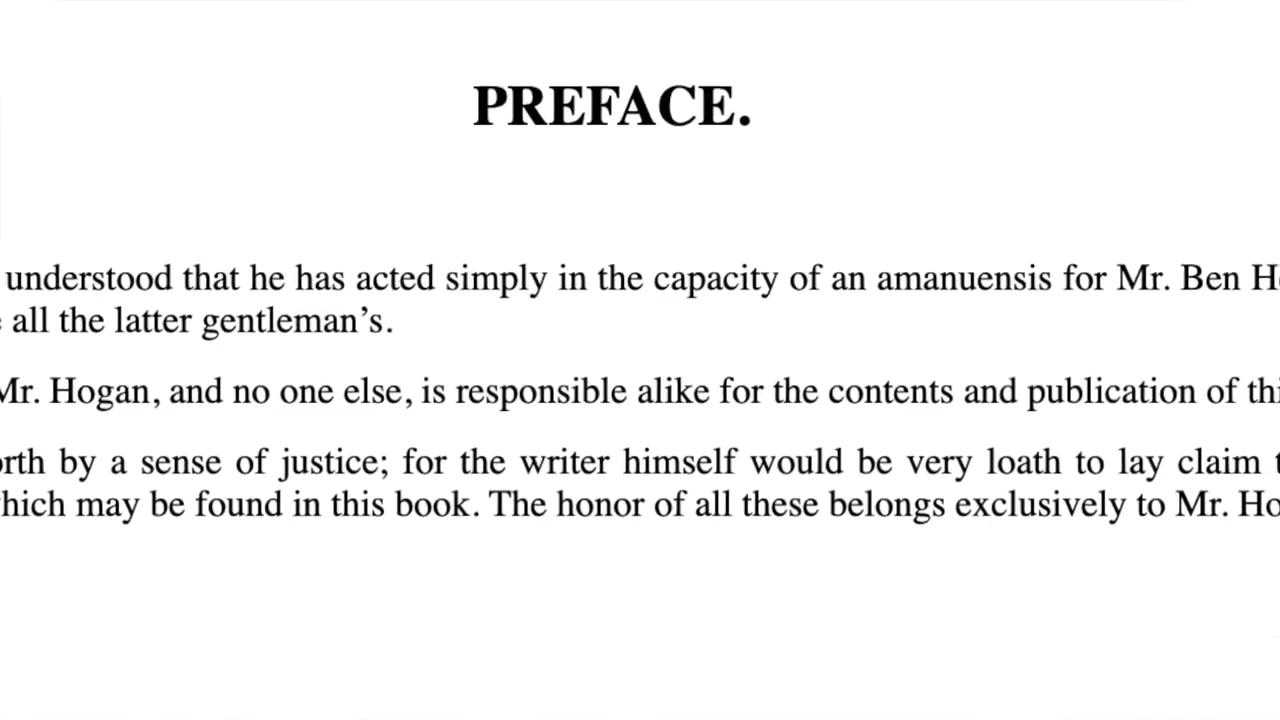 PREFACE.
understood that he has acted simply in the capacity of an amanuensis for Mr. Ben
all the latter gentleman’s.
Mr. Hogan, and no one else, is responsible alike for the contents and publication of
by a sense of justice; for the writer himself would be very loath to lay claim
may be found in this book. The honor of all these belongs exclusively to Mr.